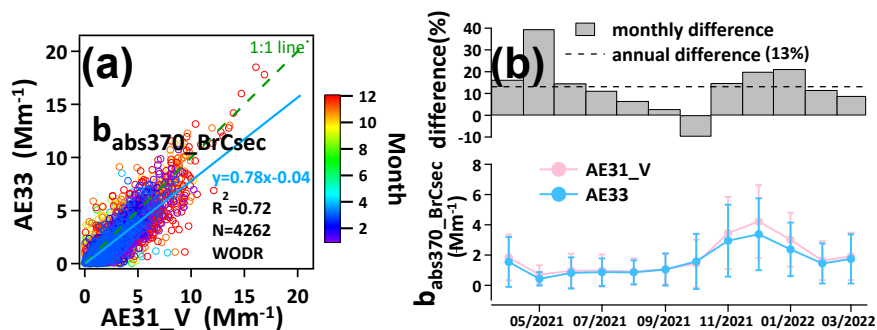 (a)
1:1 line
20
15
10
5
0
AE33 (Mm⁻¹)
b_abs370_BrCsec
y=0.78x-0.04
R²=0.72
N=4262
WODR
0 5 10 15 20
AE31_V (Mm⁻¹)
12
10
8
6
4
2
Month
(b)
monthly difference
annual difference (13%)
40
30
20
10
0
-10
difference(%)
AE31_V
AE33
8
6
4
2
0
b_abs370_BrCsec
(Mm⁻¹)
05/2021 07/2021 09/2021 11/2021 01/2022 03/2022